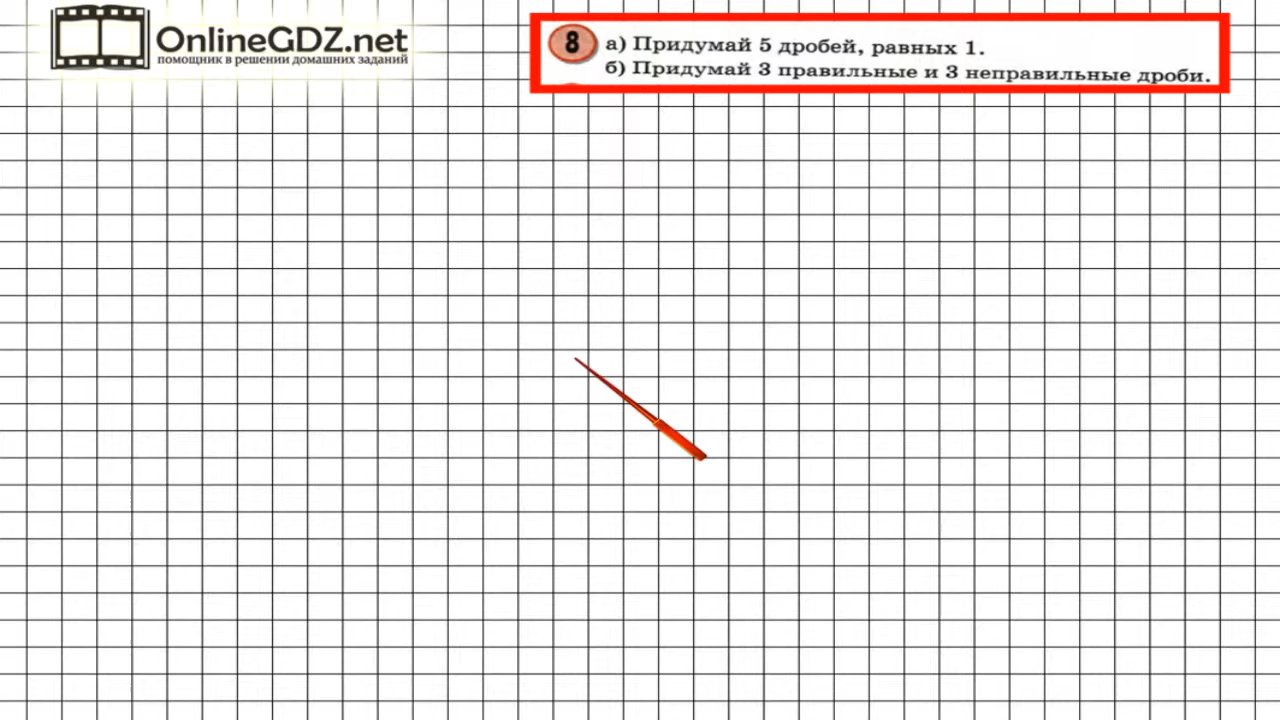 OnlineGDZ.net
помощник в решении домашних заданий
8 а) Придумай 5 дробей, равных 1.
б) Придумай 3 правильные и 3 неправильные дроби.